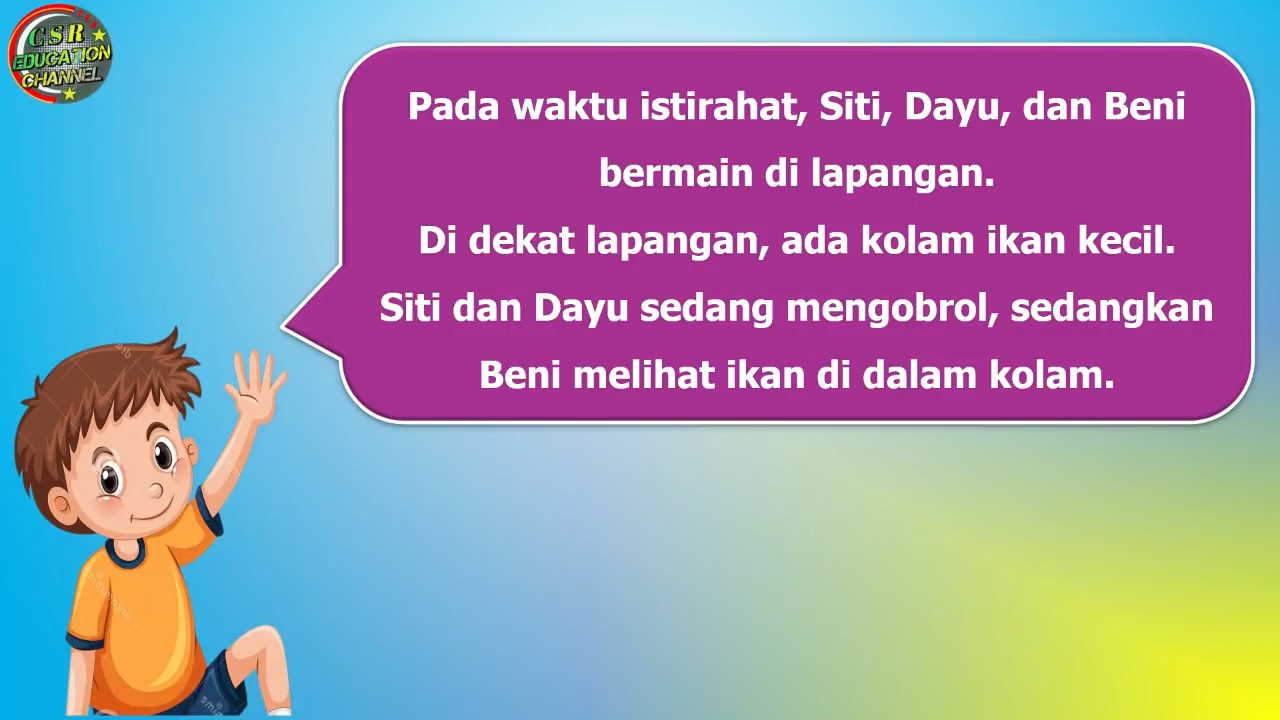 CSR
EDUCATION
CHANNEL
Pada waktu istirahat, Siti, Dayu, dan Beni
bermain di lapangan.
Di dekat lapangan, ada kolam ikan kecil.
Siti dan Dayu sedang mengobrol, sedangkan
Beni melihat ikan di dalam kolam.